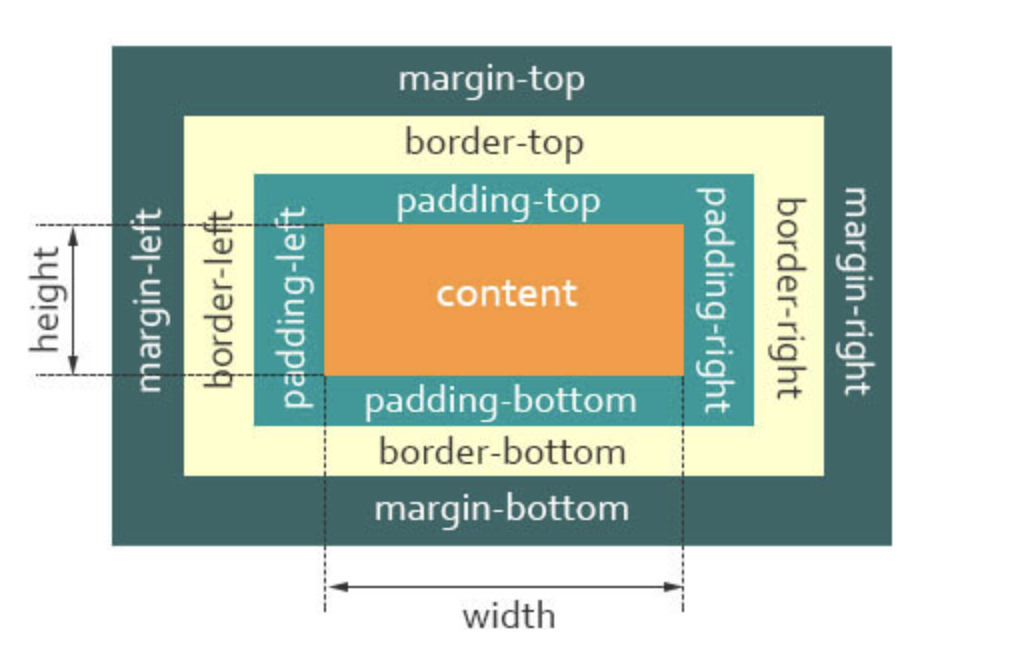 margin-top
border-top
padding-top
height
margin-left
border-left
padding-left
content
padding-right
border-right
margin-right
padding-bottom
border-bottom
margin-bottom
width